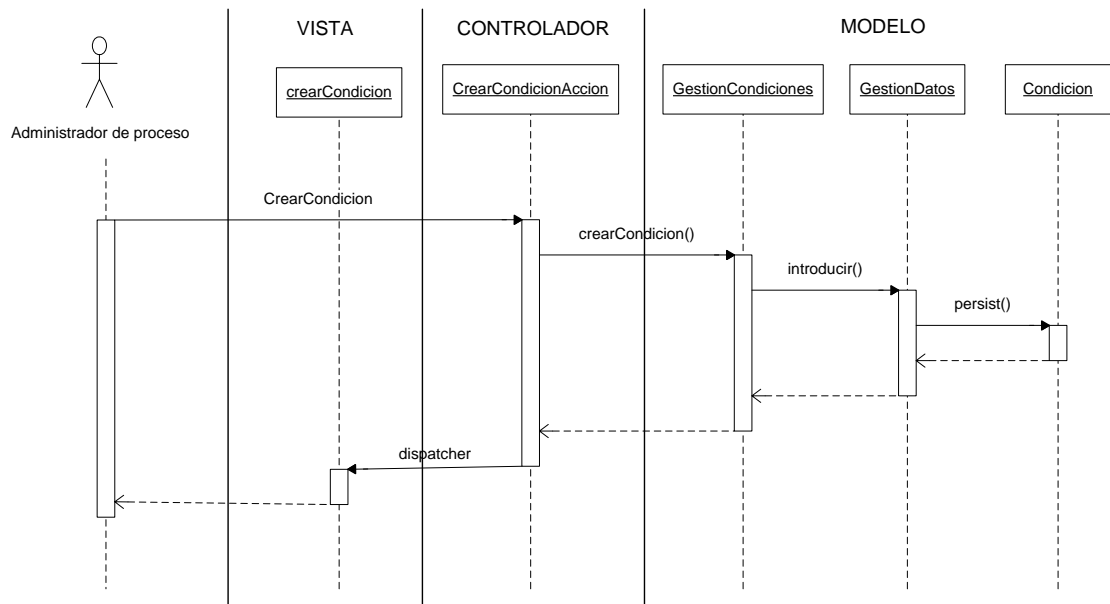 VISTA
CONTROLADOR
MODELO
crearCondicion
CrearCondicionAccion
GestionCondiciones
GestionDatos
Condicion
Administrador de proceso
CrearCondicion
crearCondicion()
introducir()
persist()
dispatcher